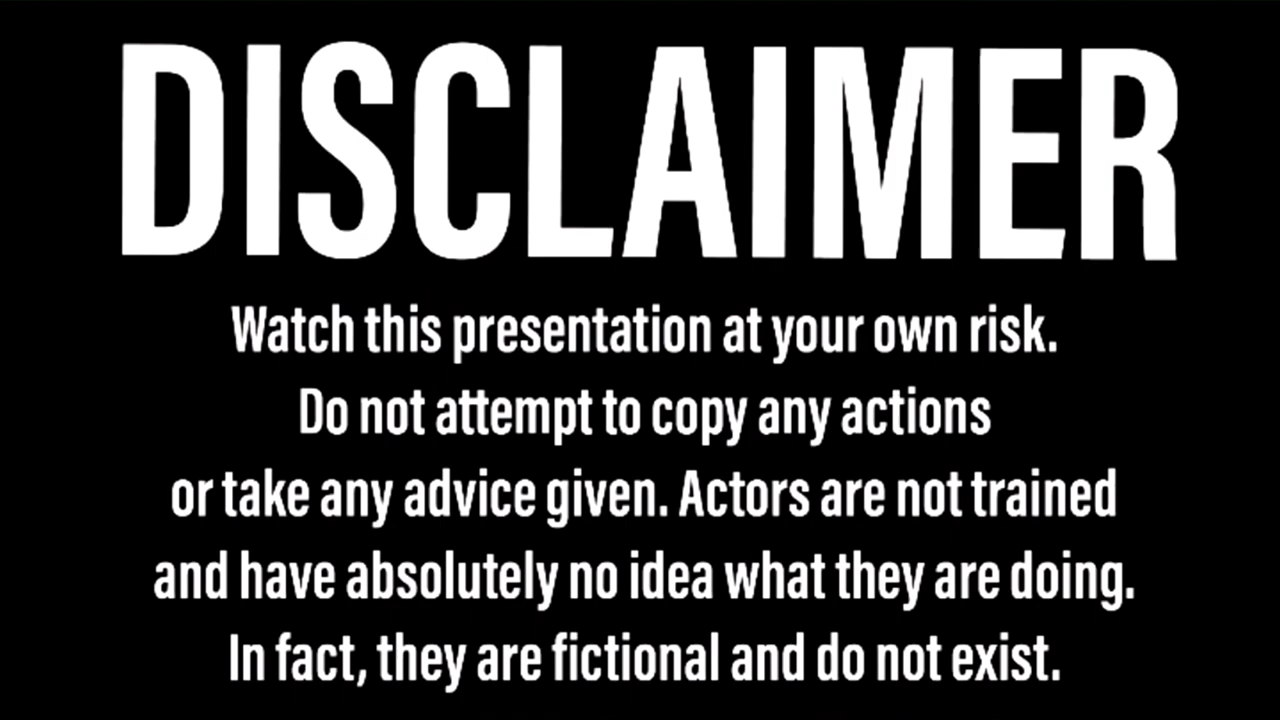 DISCLAIMER
Watch this presentation at your own risk.
Do not attempt to copy any actions
or take any advice given. Actors are not trained
and have absolutely no idea what they are doing.
In fact, they are fictional and do not exist.